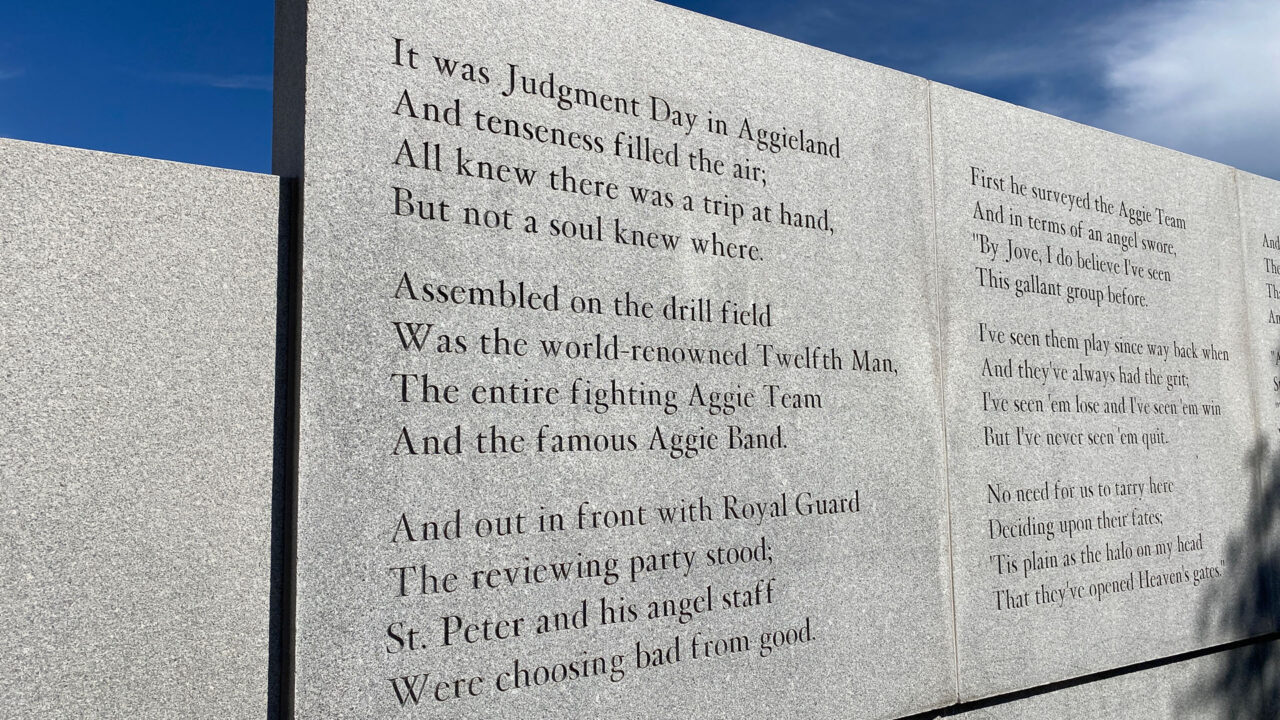 It was Judgment Day in Aggieland
And tenseness filled the air;
All knew there was a trip at hand,
But not a soul knew where.
Assembled on the drill field
Was the world-renowned Twelfth Man,
The entire fighting Aggie Team
And the famous Aggie Band.
And out in front with Royal Guard
The reviewing party stood;
St. Peter and his angel staff
Were choosing bad from good.
First he surveyed the Aggie Team
And in terms of an angel swore,
"By Jove, I do believe I've seen
This gallant group before.
I've seen them play since way back when
And they've always had the grit;
I've seen 'em lose and I've seen 'em win
But I've never seen 'em quit.
No need for us to tarry here
Deciding upon their fates;
'Tis plain as the halo on my head
That they've opened Heaven's gates."